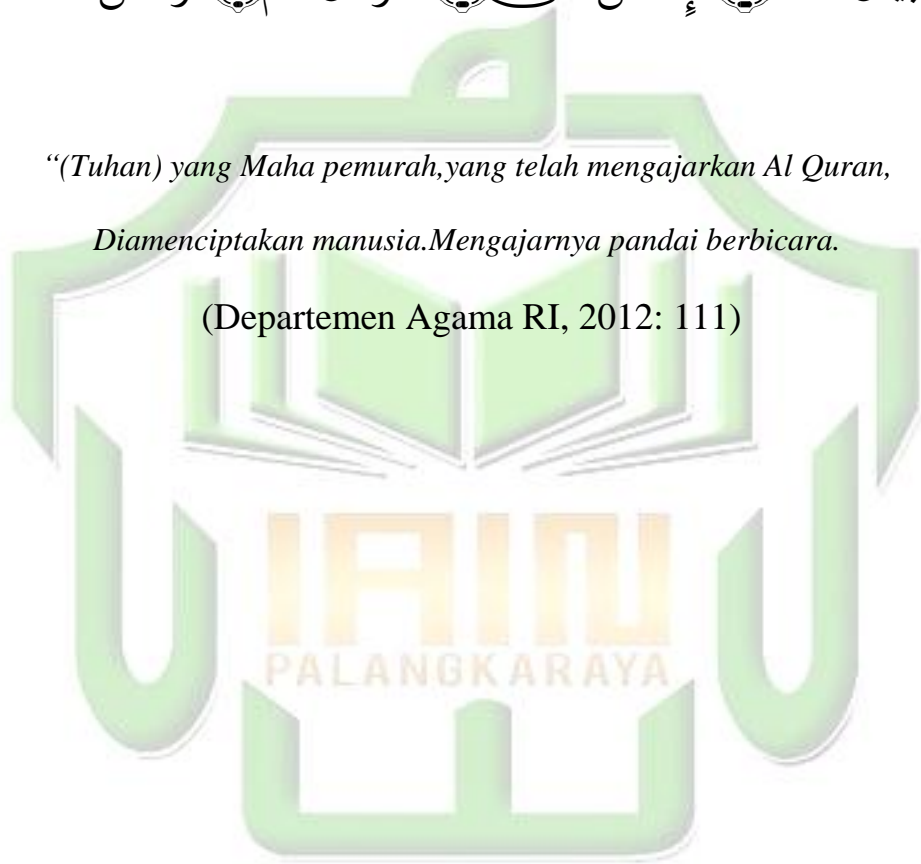 “(Tuhan) yang Maha pemurah,yang telah mengajarkan Al Quran,
Diamenciptakan manusia.Mengajarnya pandai berbicara.
(Departemen Agama RI, 2012: 111)
IAIN
PALANGKARAYA